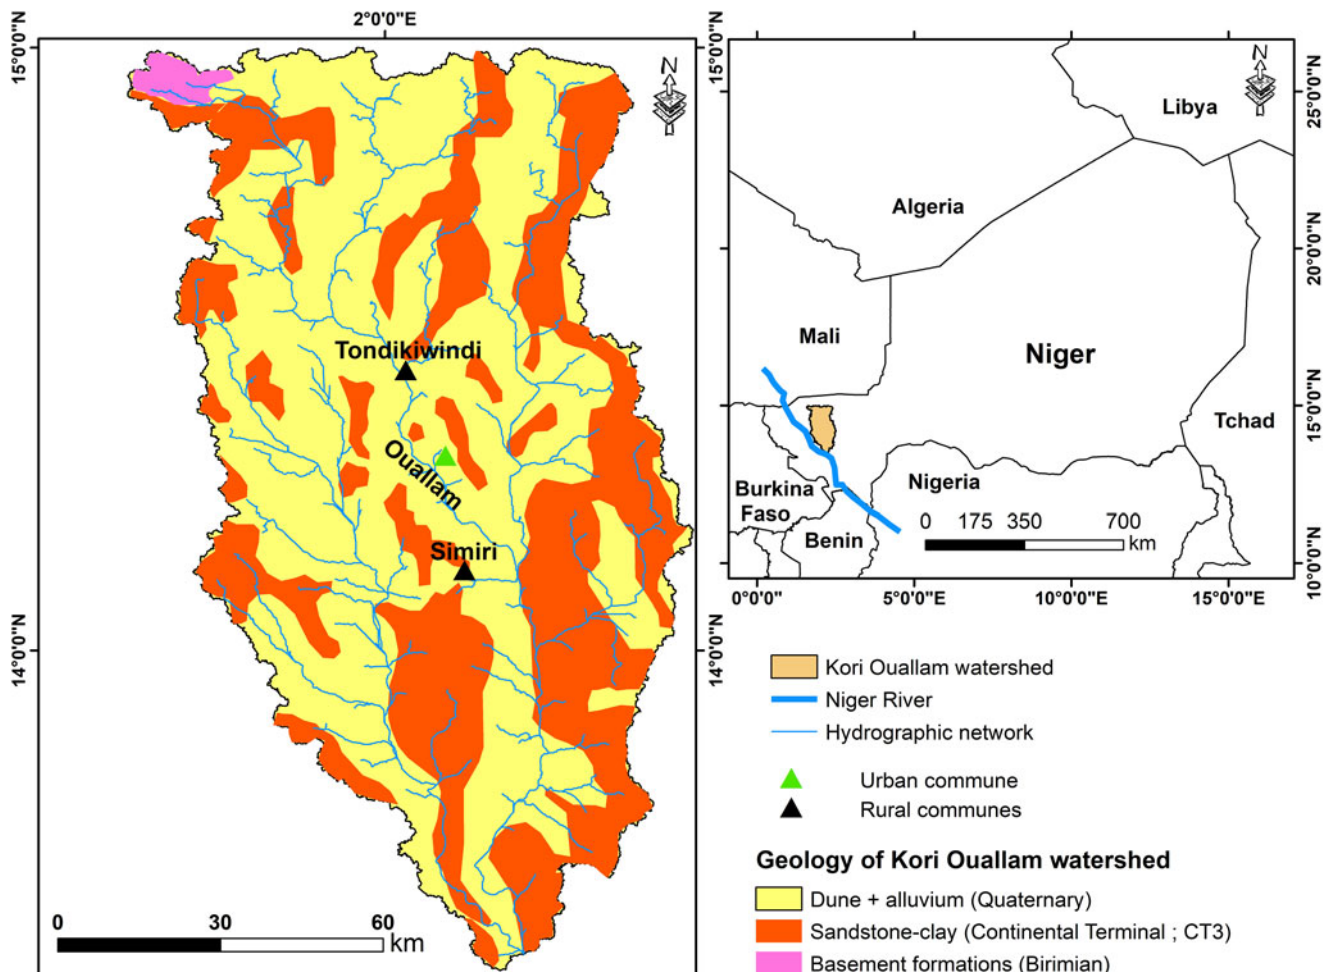 2°0'0"E
15°0'0"N
14°0'0"N
N
Tondikiwindi
Ouallam
Simiri
0 30 60
km
15°0'0"N
14°0'0"N
N
Libya
Algeria
Mali
Niger
Tchad
Burkina
Faso
Nigeria
Benin
0 175 350 700
km
25°0'0"N
20°0'0"N
15°0'0"N
10°0'0"N
0°0'0" 5°0'0"E 10°0'0"E 15°0'0"E
Kori Ouallam watershed
Niger River
Hydrographic network
Urban commune
Rural communes
Geology of Kori Ouallam watershed
Dune + alluvium (Quaternary)
Sandstone-clay (Continental Terminal ; CT3)
Basement formations (Birimian)